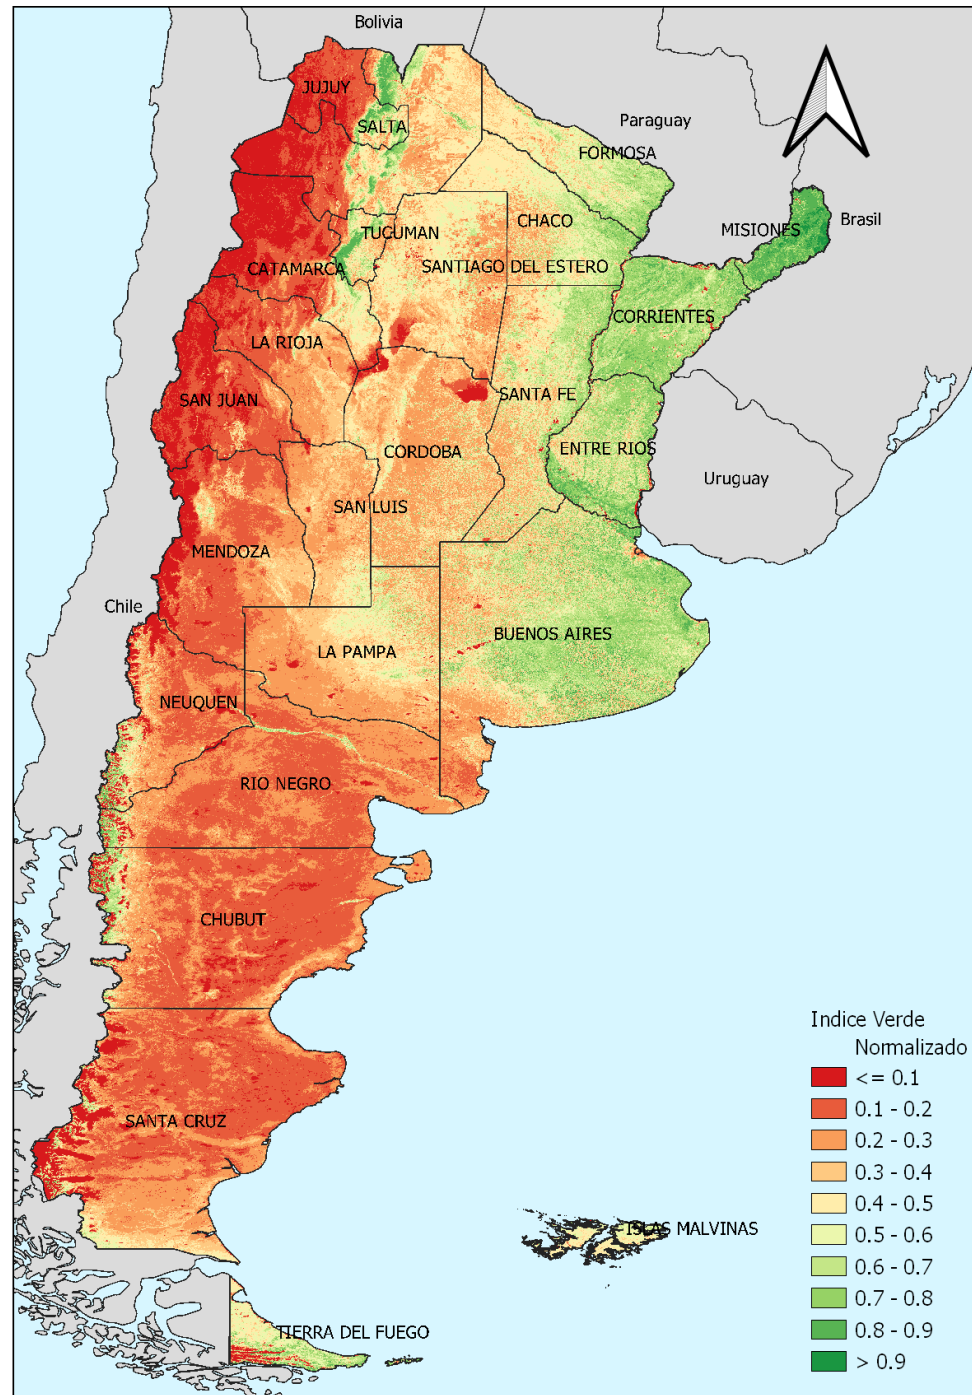 Bolivia
JUJUY
SALTA
Paraguay
FORMOSA
CHACO
MISIONES
Brasil
TUCUMAN
CATAMARCA
SANTIAGO DEL ESTERO
CORRIENTES
LA RIOJA
SAN JUAN
SANTA FE
CORDOBA
ENTRE RIOS
Uruguay
SAN LUIS
MENDOZA
Chile
BUENOS AIRES
LA PAMPA
NEUQUEN
RIO NEGRO
CHUBUT
SANTA CRUZ
ISLAS MALVINAS
TIERRA DEL FUEGO
Indice Verde
Normalizado
<= 0.1
0.1 - 0.2
0.2 - 0.3
0.3 - 0.4
0.4 - 0.5
0.5 - 0.6
0.6 - 0.7
0.7 - 0.8
0.8 - 0.9
> 0.9